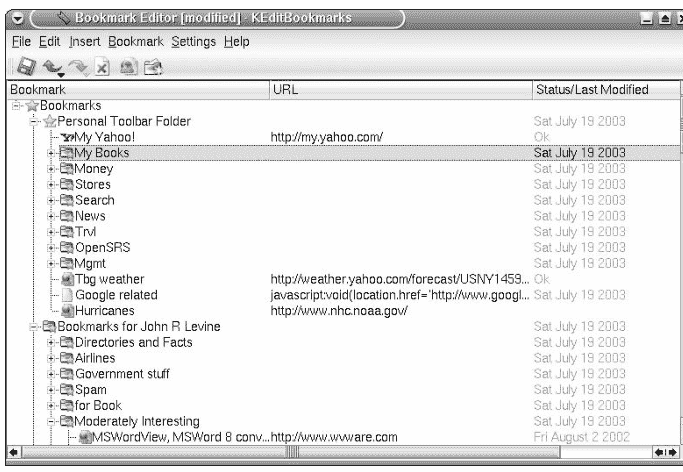 Bookmark Editor [modified] - KEditBookmarks
File Edit Insert Bookmark Settings Help
Bookmark URL Status/Last Modified
Bookmarks
Personal Toolbar Folder Sat July 19 2003
My Yahoo! http://my.yahoo.com/ Ok
My Books Sat July 19 2003
Money Sat July 19 2003
Stores Sat July 19 2003
Search Sat July 19 2003
News Sat July 19 2003
Trvl Sat July 19 2003
OpenSRS Sat July 19 2003
Mgmt Sat July 19 2003
Tbg weather http://weather.yahoo.com/forecast/USNY1459... Ok
Google related javascript:void(location.href='http://www.googl... Sat July 19 2003
Hurricanes http://www.nhc.noaa.gov/
Bookmarks for John R Levine Sat July 19 2003
Directories and Facts Sat July 19 2003
Airlines Sat July 19 2003
Government stuff Sat July 19 2003
Spam Sat July 19 2003
for Book Sat July 19 2003
Moderately Interesting Sat July 19 2003
MSWordView, MSWord 8 conv...http://www.wvware.com Fri August 2 2002